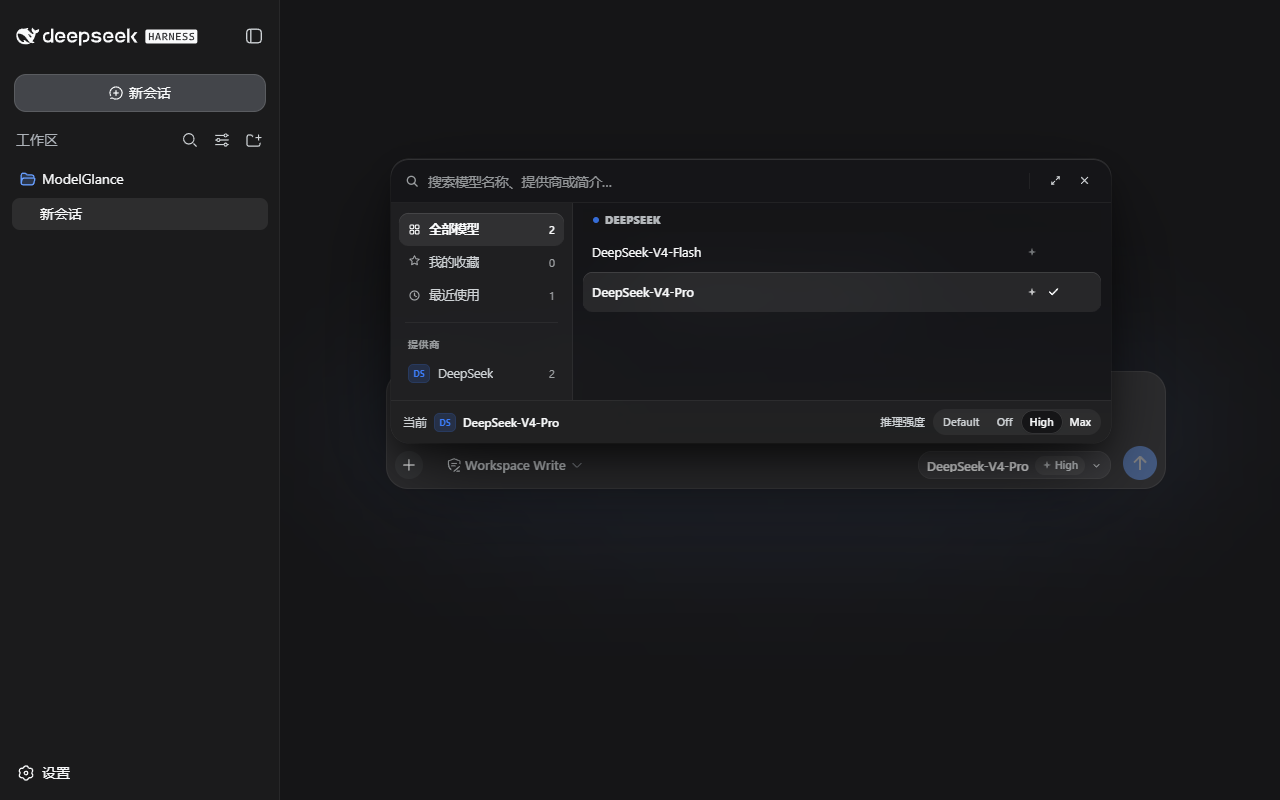 deepseek HARNESS
新会话
工作区
ModelGlance
新会话
设置
搜索模型名称、提供商或简介...
全部模型 2
我的收藏 0
最近使用 1
提供商
DS DeepSeek 2
DEEPSEEK
DeepSeek-V4-Flash
DeepSeek-V4-Pro
当前 DS DeepSeek-V4-Pro
推理强度 Default Off High Max
Workspace Write
DeepSeek-V4-Pro High